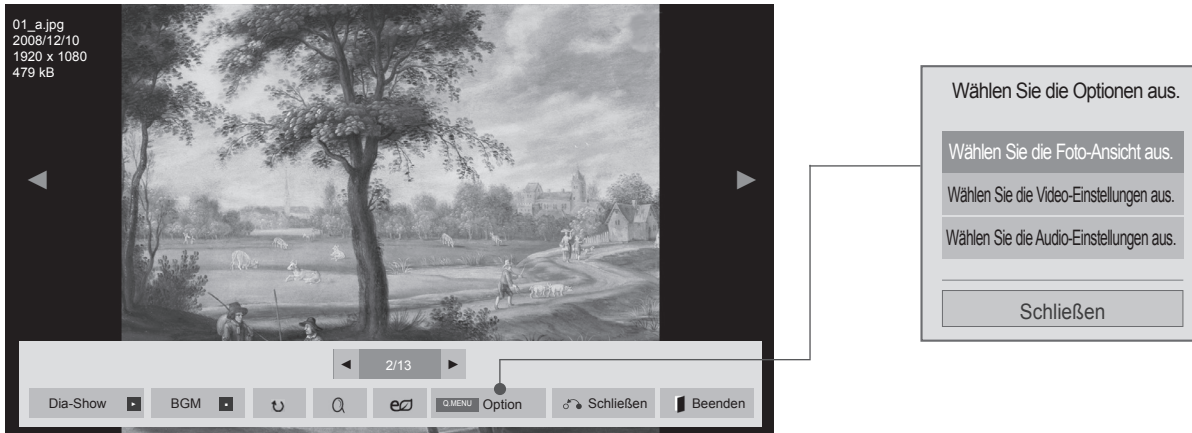 01_a.jpg
2008/12/10
1920 x 1080
479 kB
2/13
Dia-Show
BGM
Q.MENU Option
Schließen
Beenden
Wählen Sie die Optionen aus.
Wählen Sie die Foto-Ansicht aus.
Wählen Sie die Video-Einstellungen aus.
Wählen Sie die Audio-Einstellungen aus.
Schließen